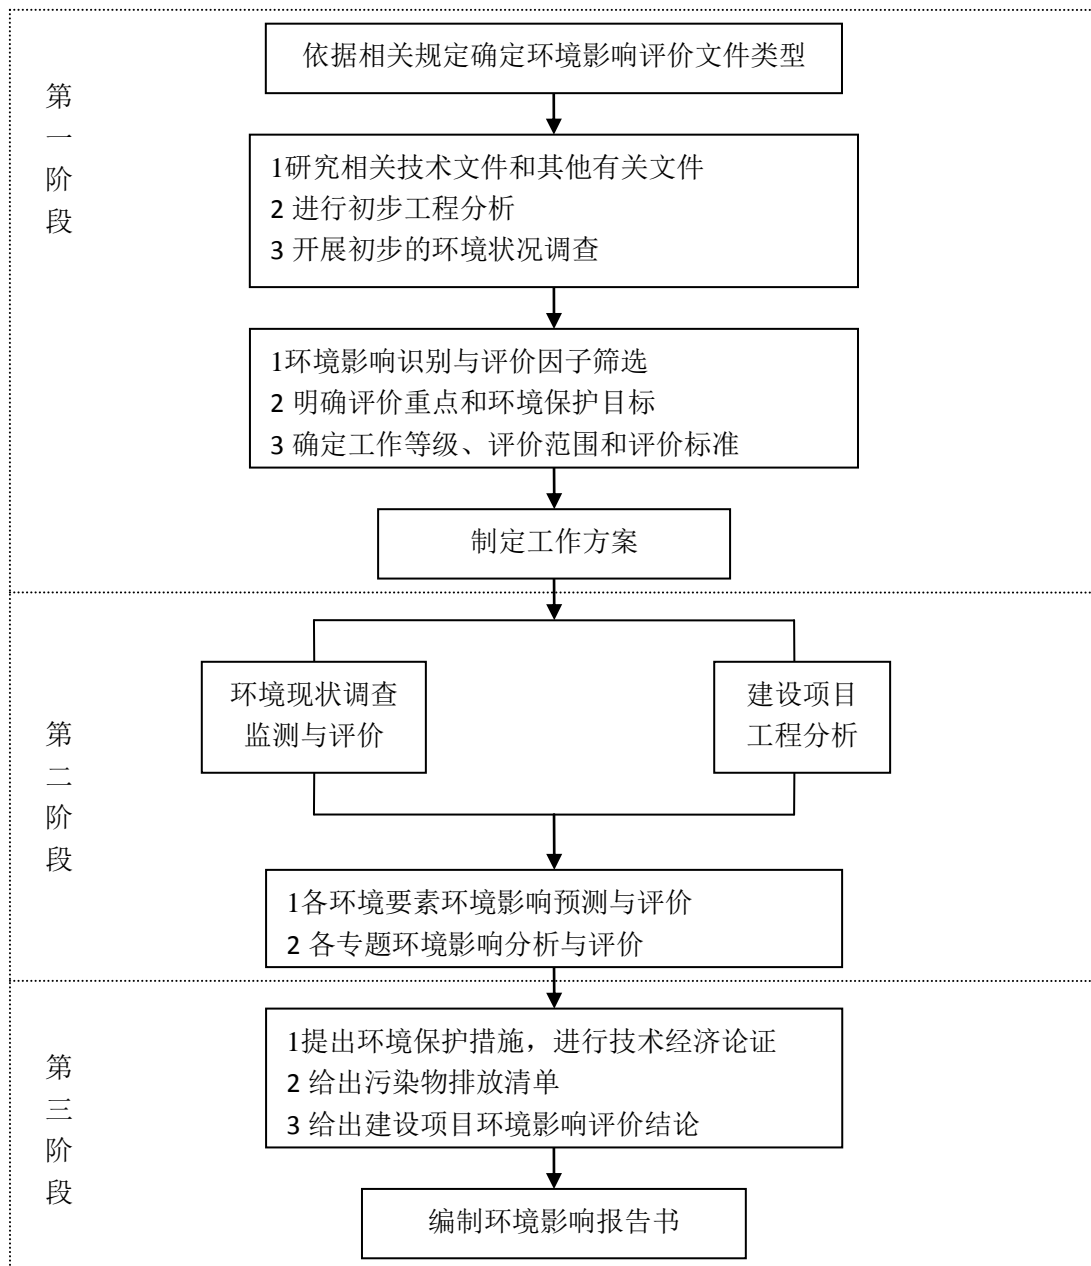 第一阶段
依据相关规定确定环境影响评价文件类型
1研究相关技术文件和其他有关文件
2 进行初步工程分析
3 开展初步的环境状况调查
1环境影响识别与评价因子筛选
2 明确评价重点和环境保护目标
3 确定工作等级、评价范围和评价标准
制定工作方案
第二阶段
环境现状调查
监测与评价
建设项目
工程分析
1各环境要素环境影响预测与评价
2 各专题环境影响分析与评价
第三阶段
1提出环境保护措施，进行技术经济论证
2 给出污染物排放清单
3 给出建设项目环境影响评价结论
编制环境影响报告书